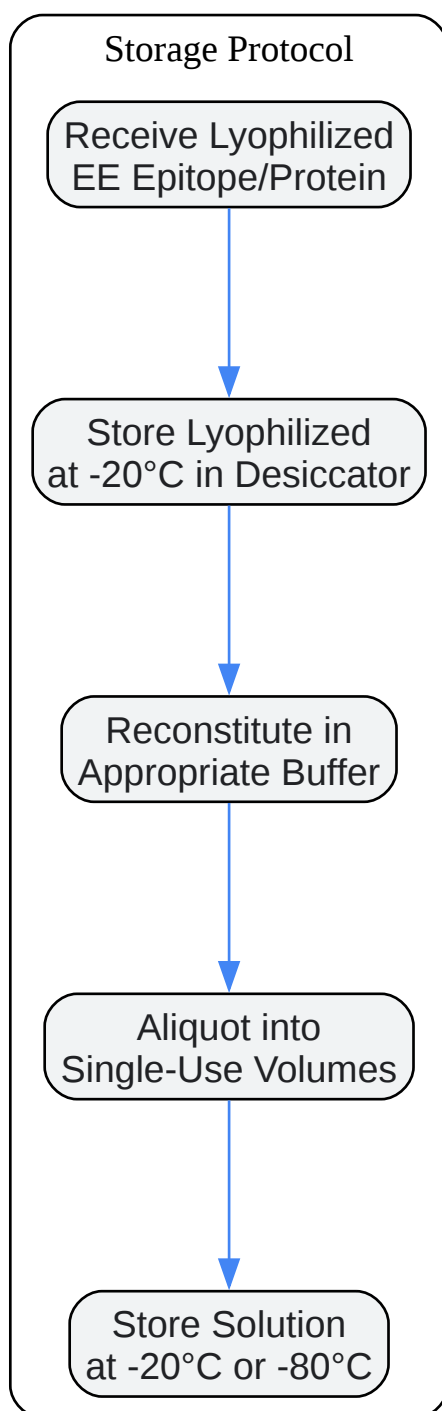 Storage Protocol
Receive Lyophilized
EE Epitope/Protein
Store Lyophilized
at -20°C in Desiccator
Reconstitute in
Appropriate Buffer
Aliquot into
Single-Use Volumes
Store Solution
at -20°C or -80°C